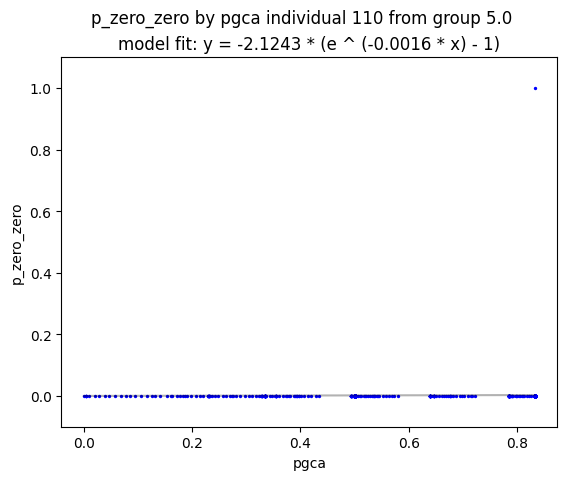 p_zero_zero by pgca individual 110 from group 5.0
model fit: y = -2.1243 * (e ^ (-0.0016 * x) - 1)
1.0
0.8
0.6
0.4
0.2
0.0
p_zero_zero
0.0 0.2 0.4 0.6 0.8
pgca